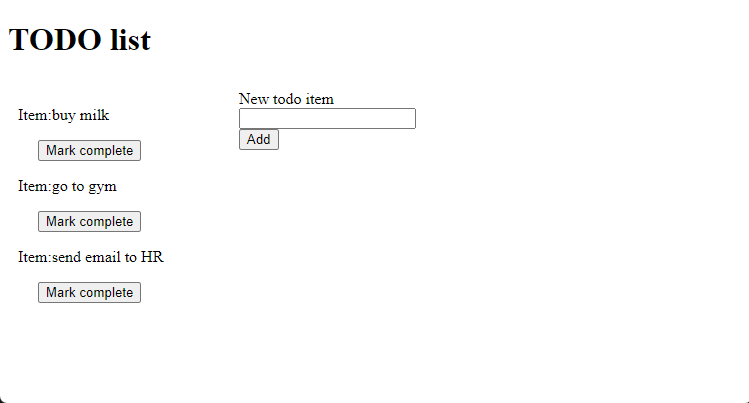 TODO list
Item:buy milk
Mark complete
Item:go to gym
Mark complete
Item:send email to HR
Mark complete
New todo item
Add